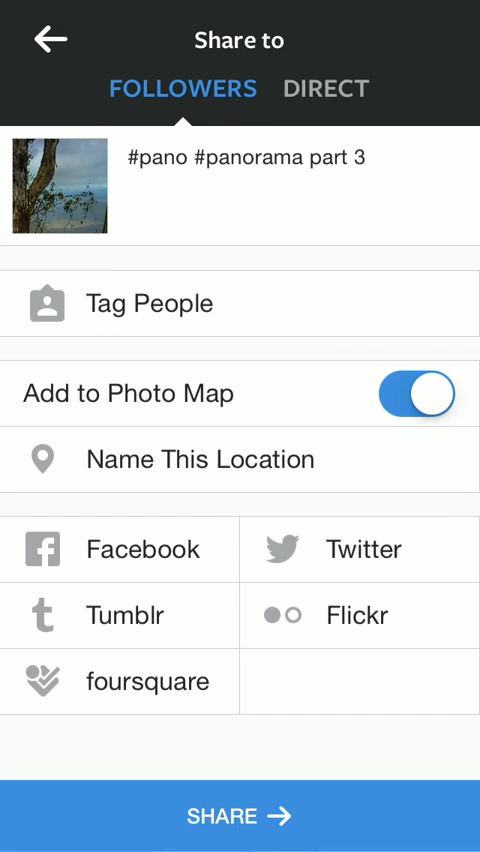 Share to
FOLLOWERS DIRECT
#pano #panorama part 3
Tag People
Add to Photo Map
Name This Location
Facebook Twitter
Tumblr Flickr
foursquare
SHARE